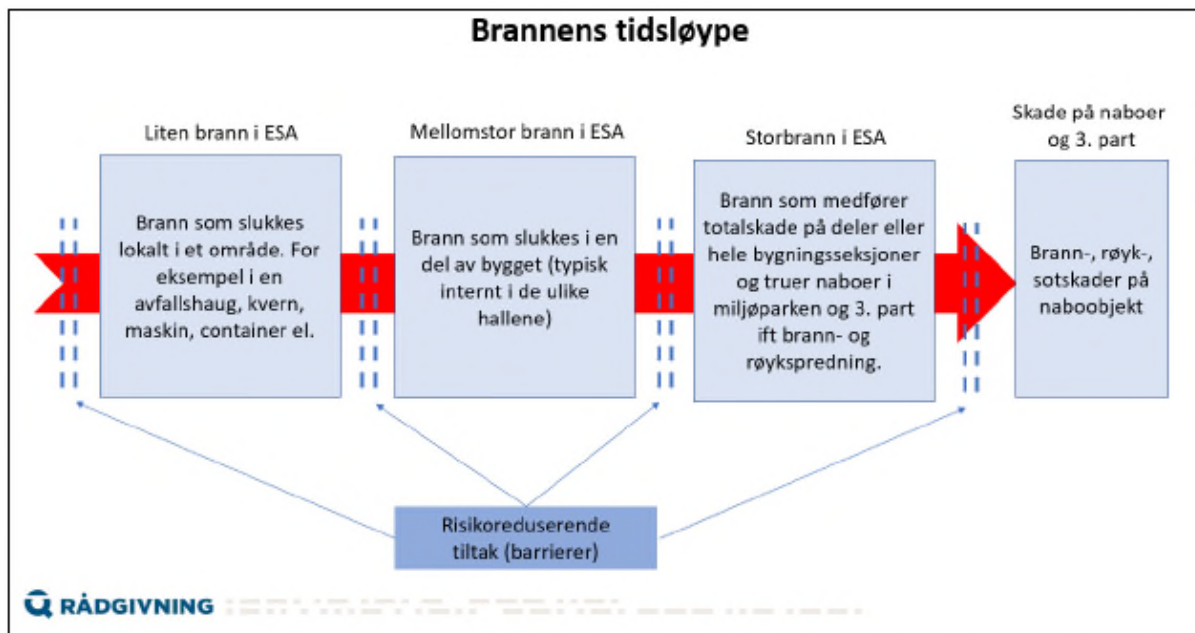 Brannens tidsløype
Liten brann i ESA
Brann som slukkes
lokalt i et område. For
eksempel i en
avfallshaug, kvern,
maskin, container el.
Mellomstor brann i ESA
Brann som slukkes i en
del av bygget (typisk
internt i de ulike
hallene)
Storbrann i ESA
Brann som medfører
totalskade på deler eller
hele bygningsseksjoner
og truer naboer i
miljøparken og 3. part
ift brann- og
røykspredning.
Skade på naboer
og 3. part
Brann-, røyk-,
sotskader på
naboobjekt
Risikoreduserende
tiltak (barrierer)
RÅDGIVNING